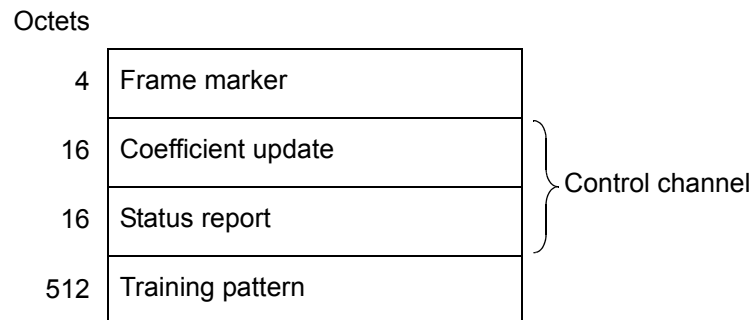 Octets
4 Frame marker
16 Coefficient update
16 Status report
Control channel
512 Training pattern